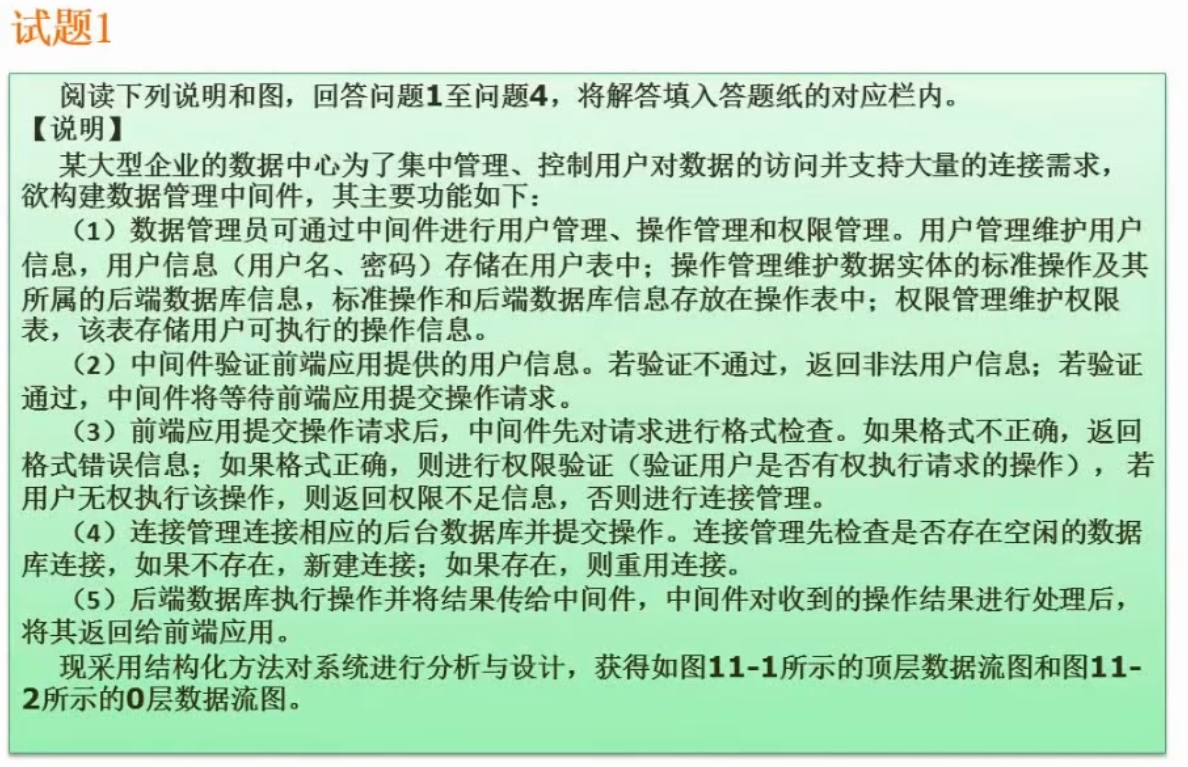 试题1
阅读下列说明和图，回答问题1至问题4，将解答填入答题纸的对应栏内。
【说明】
某大型企业的数据中心为了集中管理、控制用户对数据的访问并支持大量的连接需求，
欲构建数据管理中间件，其主要功能如下：
（1）数据管理员可通过中间件进行用户管理、操作管理和权限管理。用户管理维护用户
信息，用户信息（用户名、密码）存储在用户表中；操作管理维护数据实体的标准操作及其
所属的后端数据库信息，标准操作和后端数据库信息存放在操作表中；权限管理维护权限
表，该表存储用户可执行的操作信息。
（2）中间件验证前端应用提供的用户信息。若验证不通过，返回非法用户信息；若验证
通过，中间件将等待前端应用提交操作请求。
（3）前端应用提交操作请求后，中间件先对请求进行格式检查。如果格式不正确，返回
格式错误信息；如果格式正确，则进行权限验证（验证用户是否有权执行请求的操作）， 若
用户无权执行该操作，则返回权限不足信息，否则进行连接管理。
（4）连接管理连接相应的后台数据库并提交操作。连接管理先检查是否存在空闲的数据
库连接，如果不存在，新建连接；如果存在，则重用连接。
（5）后端数据库执行操作并将结果传给中间件，中间件对收到的操作结果进行处理后，
将其返回给前端应用。
现采用结构化方法对系统进行分析与设计，获得如图11-1所示的顶层数据流图和图11-
2所示的0层数据流图。